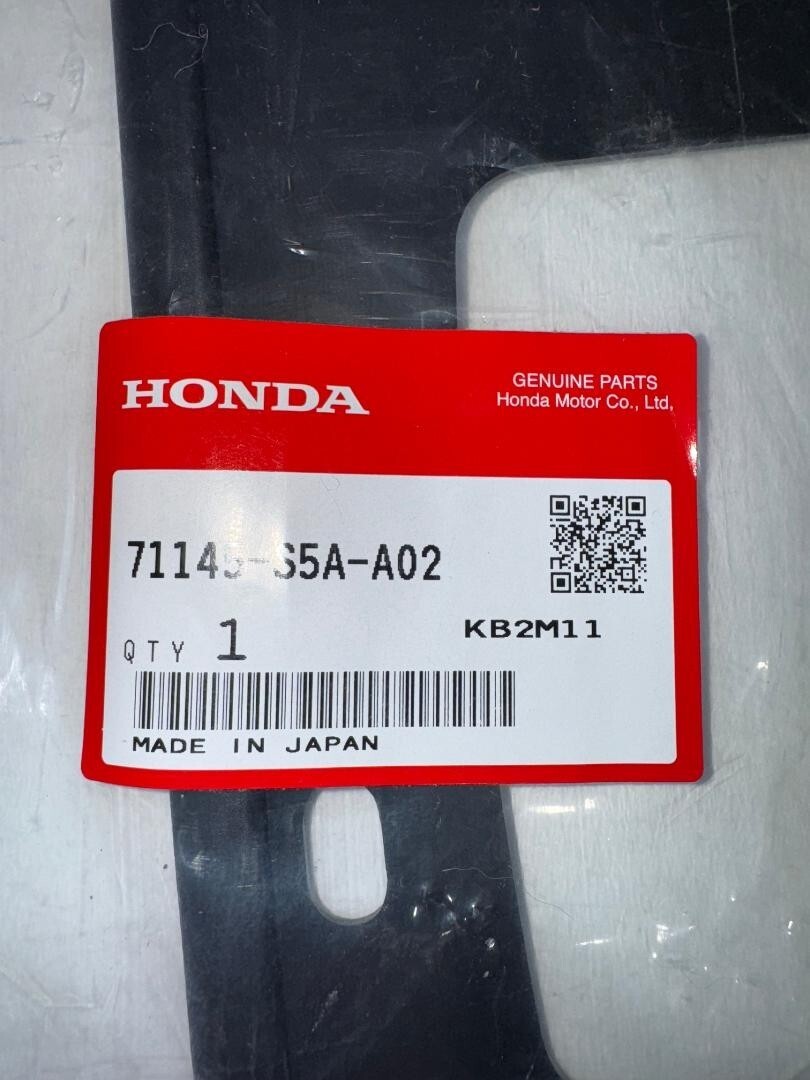 HONDA
GENUINE PARTS
Honda Motor Co., Ltd,
71145-S5A-A02
QTY 1
KB2M11
MADE IN JAPAN